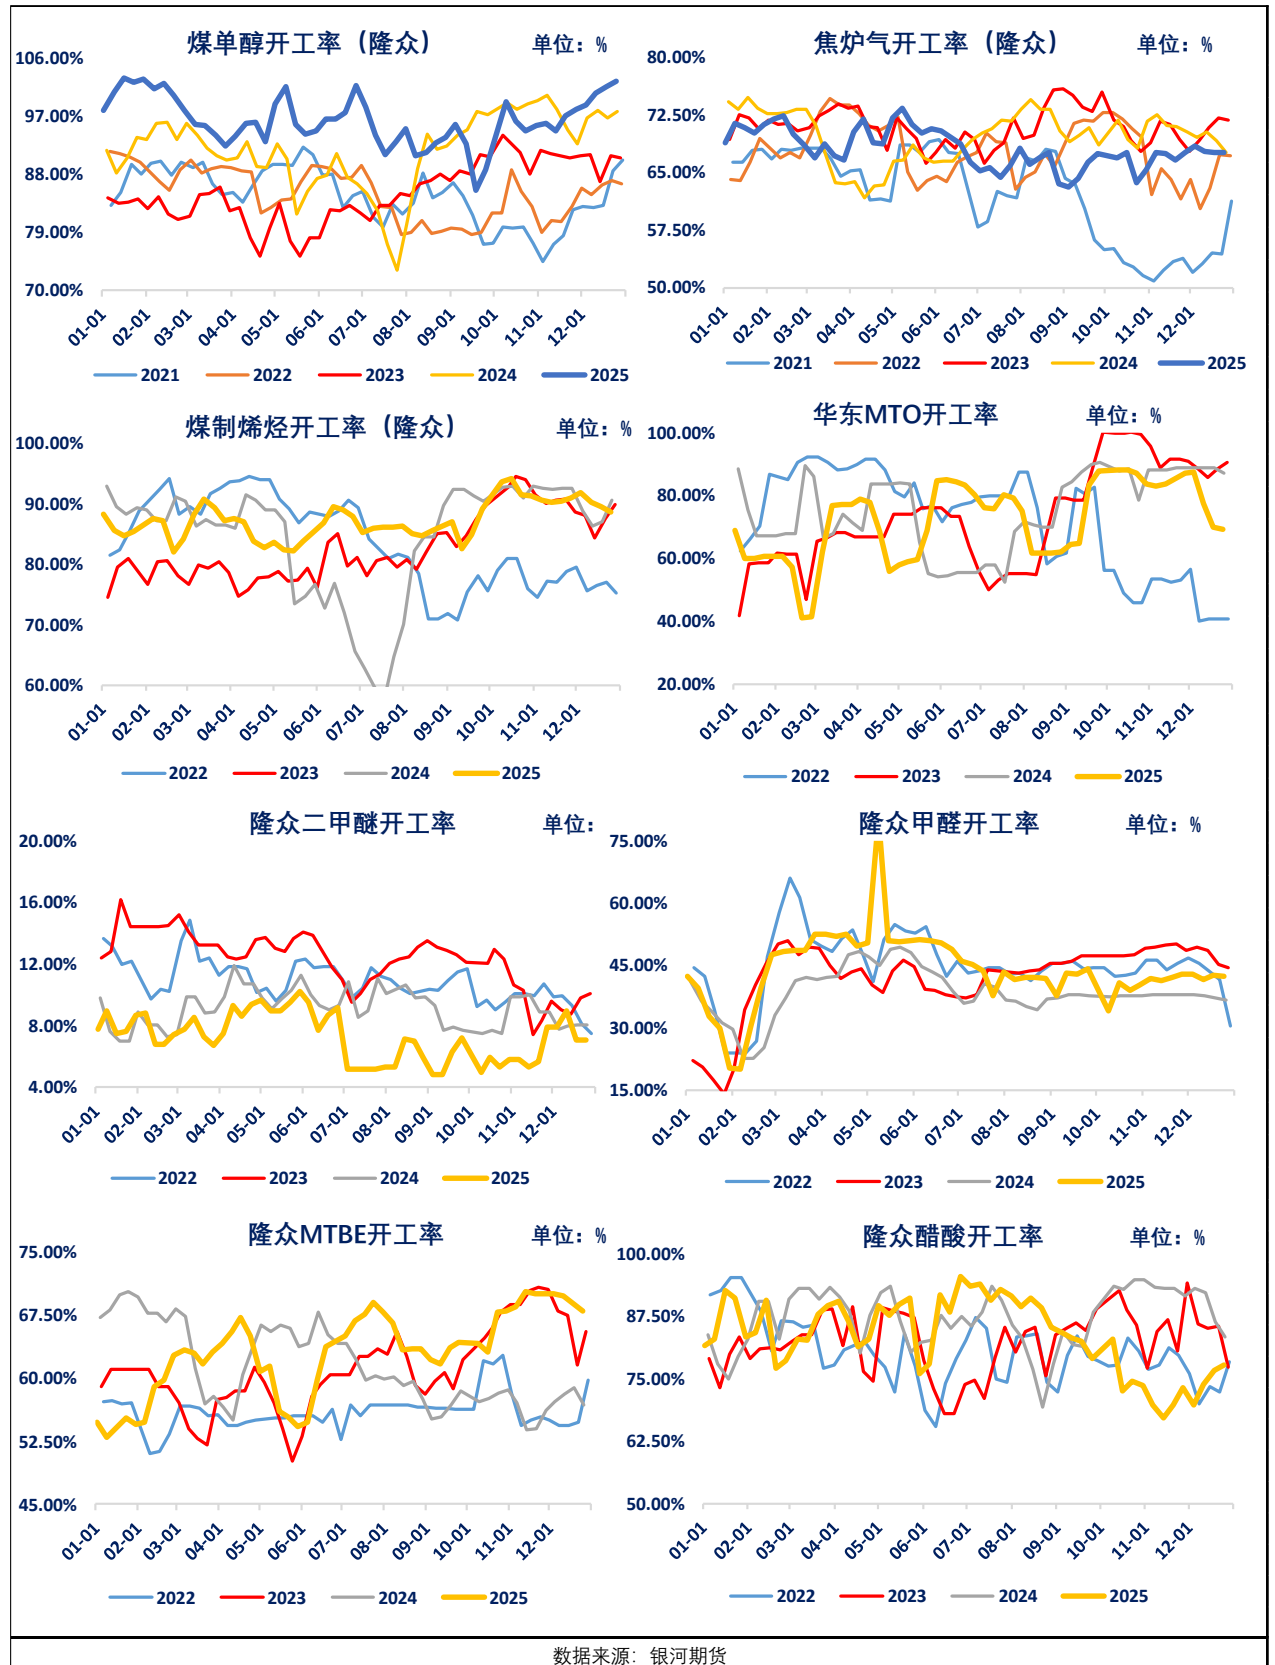 煤单醇开工率（隆众） 单位：%
106.00%
97.00%
88.00%
79.00%
70.00%
01-01 02-01 03-01 04-01 05-01 06-01 07-01 08-01 09-01 10-01 11-01 12-01
2021 2022 2023 2024 2025
焦炉气开工率（隆众） 单位：%
80.00%
72.50%
65.00%
57.50%
50.00%
01-01 02-01 03-01 04-01 05-01 06-01 07-01 08-01 09-01 10-01 11-01 12-01
2021 2022 2023 2024 2025
煤制烯烃开工率（隆众） 单位：%
100.00%
90.00%
80.00%
70.00%
60.00%
01-01 02-01 03-01 04-01 05-01 06-01 07-01 08-01 09-01 10-01 11-01 12-01
2022 2023 2024 2025
华东MTO开工率 单位：%
100.00%
80.00%
60.00%
40.00%
20.00%
01-01 02-01 03-01 04-01 05-01 06-01 07-01 08-01 09-01 10-01 11-01 12-01
2022 2023 2024 2025
隆众二甲醚开工率 单位：
20.00%
16.00%
12.00%
8.00%
4.00%
01-01 02-01 03-01 04-01 05-01 06-01 07-01 08-01 09-01 10-01 11-01 12-01
2022 2023 2024 2025
隆众甲醛开工率 单位：%
75.00%
60.00%
45.00%
30.00%
15.00%
01-01 02-01 03-01 04-01 05-01 06-01 07-01 08-01 09-01 10-01 11-01 12-01
2022 2023 2024 2025
隆众MTBE开工率 单位：%
75.00%
67.50%
60.00%
52.50%
45.00%
01-01 02-01 03-01 04-01 05-01 06-01 07-01 08-01 09-01 10-01 11-01 12-01
2022 2023 2024 2025
隆众醋酸开工率 单位：%
100.00%
87.50%
75.00%
62.50%
50.00%
01-01 02-01 03-01 04-01 05-01 06-01 07-01 08-01 09-01 10-01 11-01 12-01
2022 2023 2024 2025
数据来源：银河期货